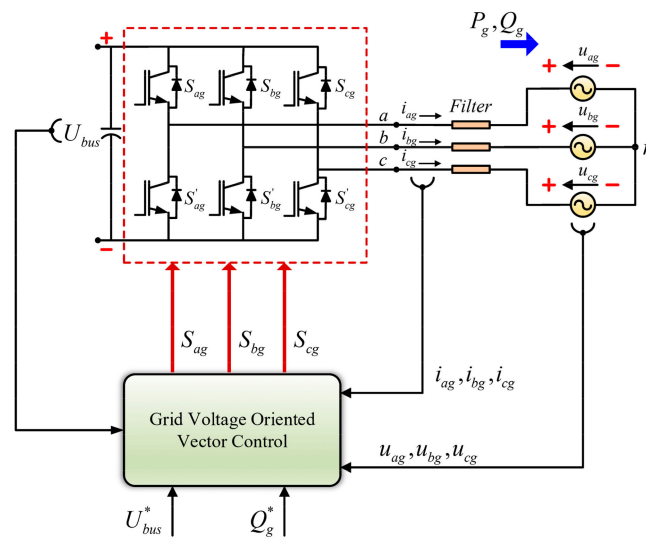 P_g, Q_g
+
u_ag
+ −
S_ag
S_bg
S_cg
a
i_ag
Filter
U_bus
u_bg
+ −
b
i_bg
c
i_cg
u_cg
+ −
S'_ag
S'_bg
S'_cg
−
S_ag
S_bg
S_cg
i_ag, i_bg, i_cg
Grid Voltage Oriented
Vector Control
u_ag, u_bg, u_cg
U*_bus
Q*_g